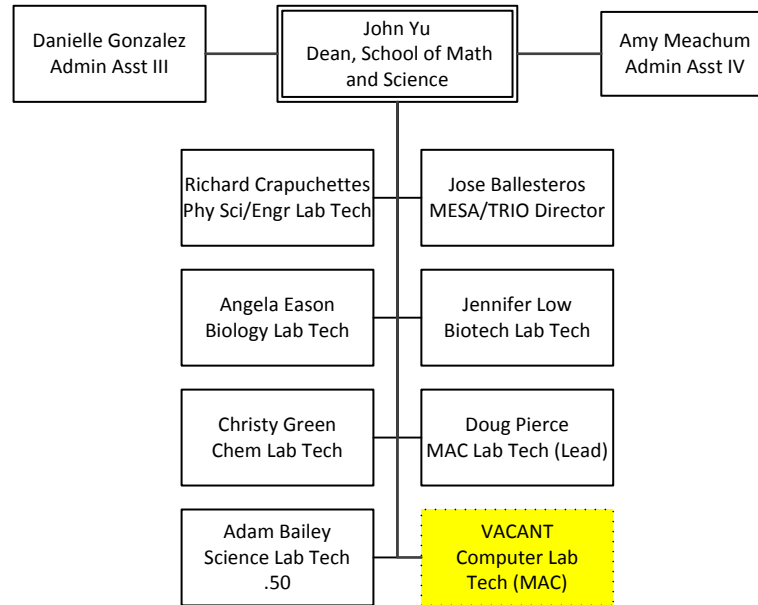 Danielle Gonzalez
Admin Asst III
John Yu
Dean, School of Math
and Science
Amy Meachum
Admin Asst IV
Richard Crapuchettes
Phy Sci/Engr Lab Tech
Jose Ballesteros
MESA/TRIO Director
Angela Eason
Biology Lab Tech
Jennifer Low
Biotech Lab Tech
Christy Green
Chem Lab Tech
Doug Pierce
MAC Lab Tech (Lead)
Adam Bailey
Science Lab Tech
.50
VACANT
Computer Lab
Tech (MAC)